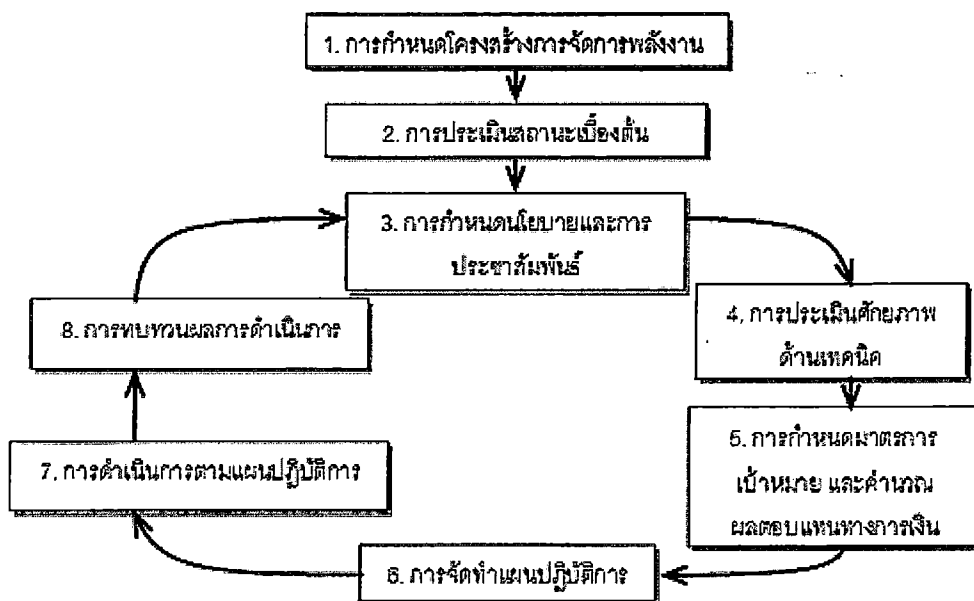 1. การกำหนดโครงสร้างการจัดการพลังงาน
2. การประเมินสถานะเบื้องต้น
3. การกำหนดนโยบายและการ
ประชาสัมพันธ์
4. การประเมินศักยภาพ
ด้านเทคนิค
5. การกำหนดมาตรการ
เป้าหมาย และคำนวณ
ผลตอบแทนทางการเงิน
6. การจัดทำแผนปฏิบัติการ
7. การดำเนินการตามแผนปฏิบัติการ
8. การทบทวนผลการดำเนินการ